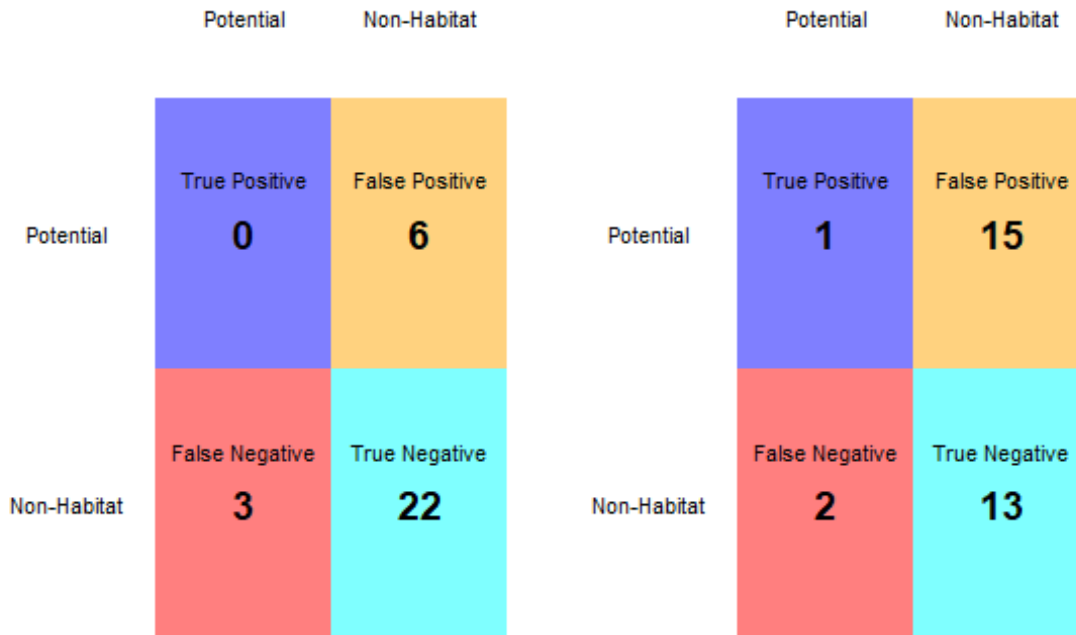 Potential Non-Habitat
True Positive False Positive
Potential 0 6
False Negative True Negative
Non-Habitat 3 22
Potential Non-Habitat
True Positive False Positive
Potential 1 15
False Negative True Negative
Non-Habitat 2 13